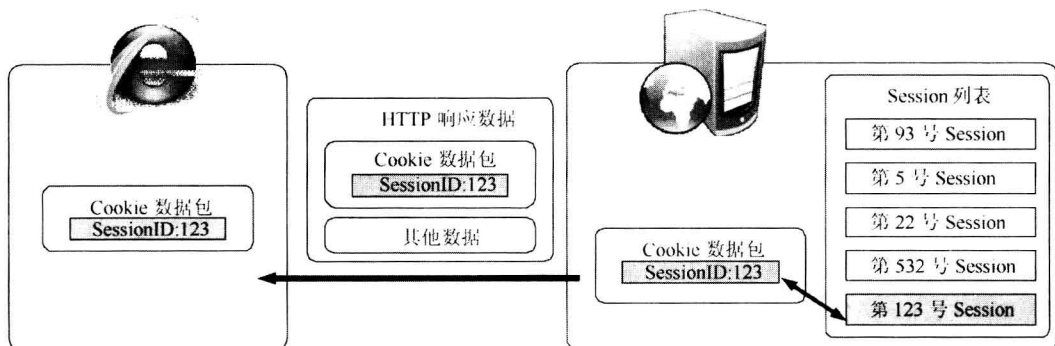 Cookie 数据包
SessionID:123
HTTP 响应数据
Cookie 数据包
SessionID:123
其他数据
Cookie 数据包
SessionID:123
Session 列表
第 93 号 Session
第 5 号 Session
第 22 号 Session
第 532 号 Session
第 123 号 Session